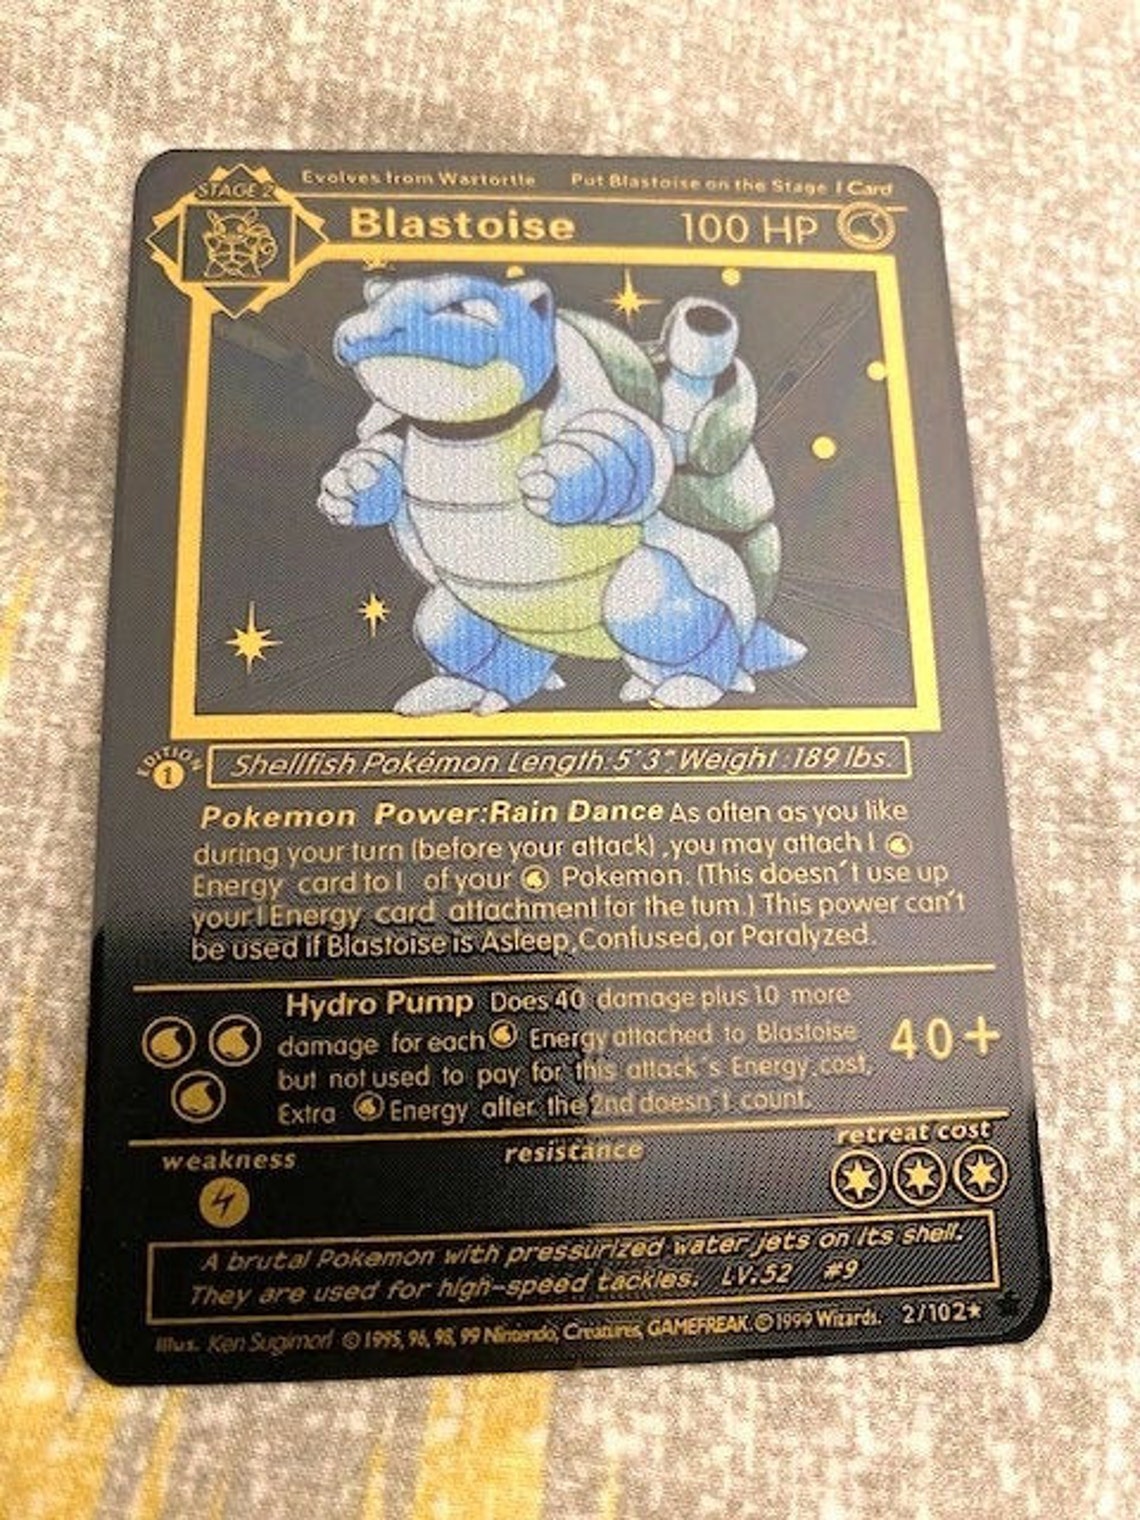 Evolves from Wartortle Put Blastoise on the Stage 1 Card
STAGE 2
Blastoise 100 HP
EDITION
1
Shellfish Pokémon Length:5'3" Weight:189 lbs.
Pokemon Power:Rain Dance As often as you like
during your turn (before your attack) ,you may attach 1
Energy card to 1 of your Pokemon. (This doesn't use up
your 1 Energy card attachment for the turn.) This power can't
be used if Blastoise is Asleep,Confused,or Paralyzed.
Hydro Pump Does 40 damage plus 10 more
damage for each Energy attached to Blastoise
but not used to pay for this attack's Energy cost.
Extra Energy after the 2nd doesn't count.
40+
weakness resistance retreat cost
A brutal Pokemon with pressurized water jets on its shell.
They are used for high-speed tackles. LV.52 #9
Illus. Ken Sugimori ©1995, 96, 98, 99 Nintendo, Creatures, GAMEFREAK. ©1999 Wizards. 2/102★